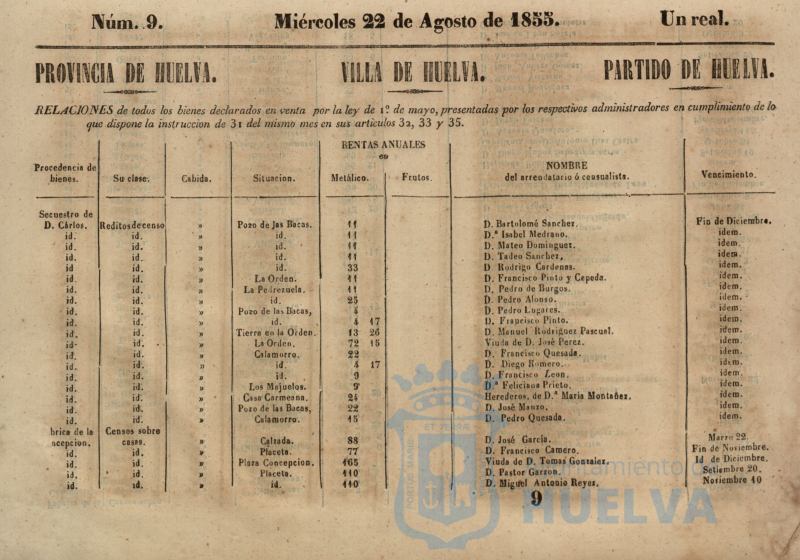 Núm. 9. Miércoles 22 de Agosto de 1855. Un real.
PROVINCIA DE HUELVA. VILLA DE HUELVA. PARTIDO DE HUELVA.
RELACIONES de todos los bienes declarados en venta por la ley de 1º de mayo, presentadas por los respectivos administradores en cumplimiento de lo
que dispone la instruccion de 31 del mismo mes en sus articulos 32, 33 y 35.
RENTAS ANUALES
Procedencia de bienes. Su clase. Cabida. Situacion. Metálico. Frutos. NOMBRE del arrendatario ó censualista. Vencimiento.
Secuestro de
D. Cárlos. Reditos de censo » Pozo de las Bacas. 11 D. Bartolomé Sanchez. Fin de Diciembre.
id. id. » id. 11 D.ª Isabel Medrano. idem.
id. id. » id. 11 D. Mateo Dominguez. idem.
id. id. » id. 11 D. Tadeo Sanchez, idem.
id id. » id. 33 D. Rodrigo Cardenas. idem.
id. id. » La Orden. 11 D. Francisco Pinto y Cepeda. idem.
id. id. » La Pedrezuela. 11 D. Pedro de Burgos. idem.
id. id. » id. 25 D. Pedro Alonso. idem.
id. id. » Pozo de las Bacas, 4 D. Pedro Lugares. idem.
id. id. » id. 4 17 D. Francisco Pinto. idem.
id. id. » Tierra en la Orden. 13 26 D. Manuel Rodriguez Pascual. idem.
id. id. » La Orden. 72 15 Viuda de D. José Perez. idem.
id. id. » Calamorro. 22 D. Francisco Quesada. idem.
id. id. » id. 4 17 D. Diego Romero. idem.
id. id. » id. 9 D. Francisco Leon. idem.
id. id. » Los Majuelos. 9 D.ª Feliciana Prieto. idem.
id. id. » Casa Carmeana. 24 Herederos, de D.ª Maria Montañez. idem.
id. id. » Pozo de las Bacas, 22 D. José Manzo. idem.
id. id. » Calamorro. 15 D. Pedro Quesada. idem.
brica de la Censos sobre
ncepcion. casas. » Calzada. 88 D. José García. Marzo 22.
id. id. » Placeta. 77 D. Francisco Camero. Fin de Noviembre.
id. id. » Plaza Concepcion. 165 Viuda de D. Tomas Gonzalez. Id de Diciembre.
id. id. » Placeta. 110 D. Pastor Garzon. Setiembre 20.
id. id. » id. 110 D. Miguel Antonio Reyes. Noviembre 10
9
PORTUS MARIS ET TERRAE
Ayuntamiento de
HUELVA